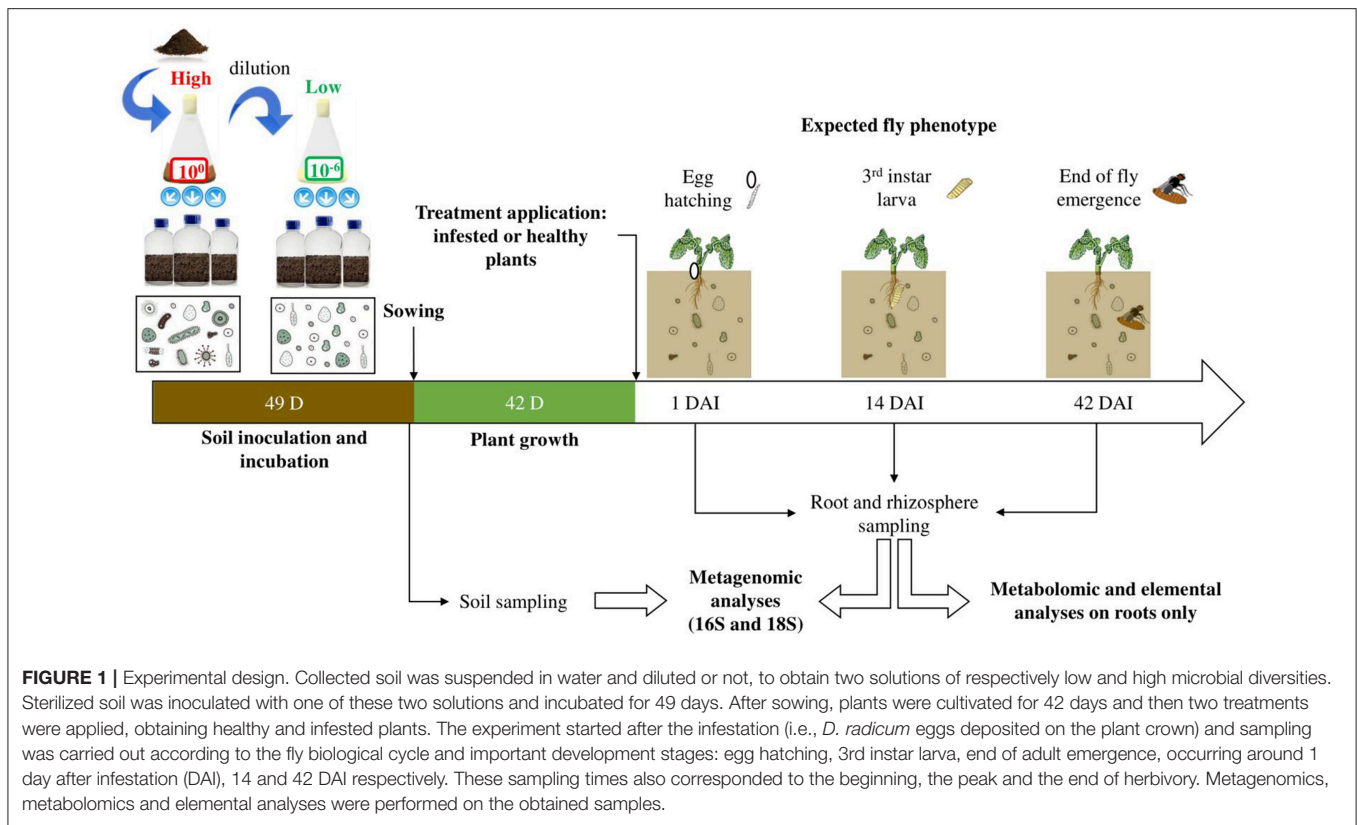 High
dilution
Low
10⁰
10⁻⁶
Expected fly phenotype
Egg
hatching
3rd instar
larva
End of fly
emergence
Treatment application:
infested or healthy
plants
Sowing
49 D
42 D
1 DAI
14 DAI
42 DAI
Soil inoculation and
incubation
Plant growth
Root and rhizosphere
sampling
Soil sampling
Metagenomic
analyses
(16S and 18S)
Metabolomic and elemental
analyses on roots only
FIGURE 1 | Experimental design. Collected soil was suspended in water and diluted or not, to obtain two solutions of respectively low and high microbial diversities.
Sterilized soil was inoculated with one of these two solutions and incubated for 49 days. After sowing, plants were cultivated for 42 days and then two treatments
were applied, obtaining healthy and infested plants. The experiment started after the infestation (i.e., D. radicum eggs deposited on the plant crown) and sampling
was carried out according to the fly biological cycle and important development stages: egg hatching, 3rd instar larva, end of adult emergence, occurring around 1
day after infestation (DAI), 14 and 42 DAI respectively. These sampling times also corresponded to the beginning, the peak and the end of herbivory. Metagenomics,
metabolomics and elemental analyses were performed on the obtained samples.